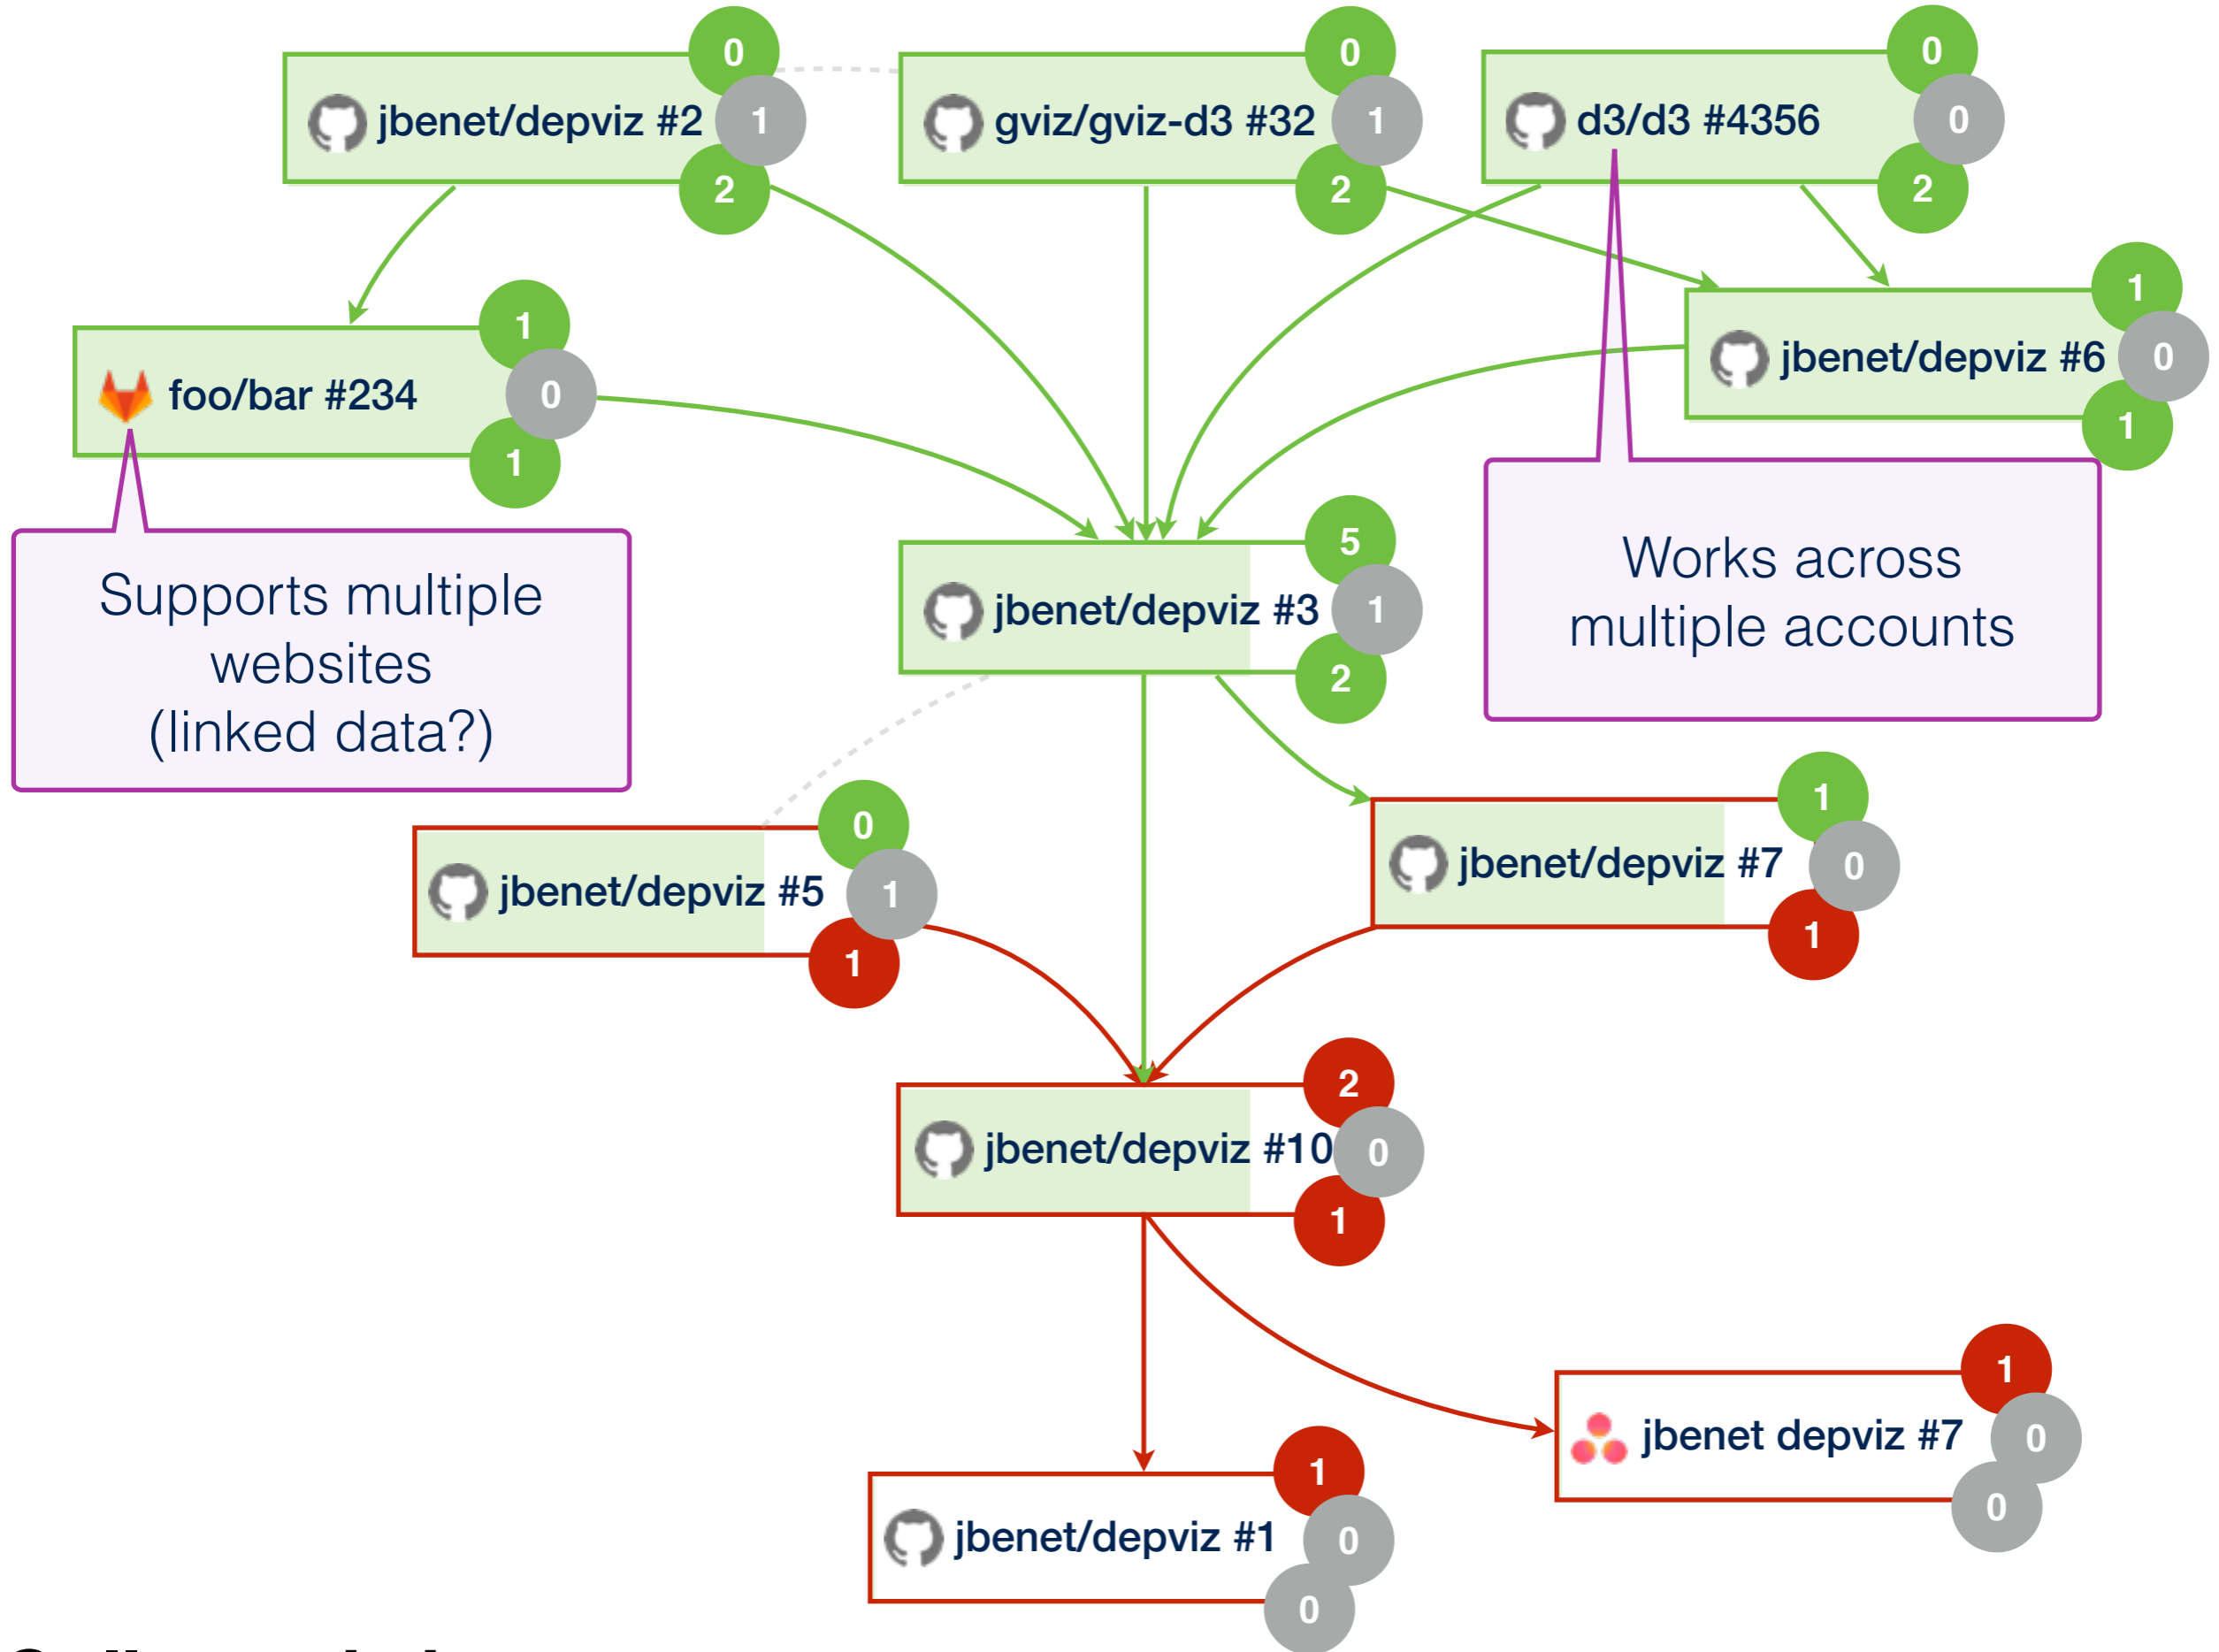 0
jbenet/depviz #2
1
2
0
gviz/gviz-d3 #32
1
2
0
d3/d3 #4356
0
2
1
foo/bar #234
0
1
1
jbenet/depviz #6
0
1
Supports multiple
websites
(linked data?)
Works across
multiple accounts
5
jbenet/depviz #3
1
2
0
jbenet/depviz #5
1
1
1
jbenet/depviz #7
0
1
2
jbenet/depviz #10
0
1
1
jbenet depviz #7
0
0
1
jbenet/depviz #1
0
0